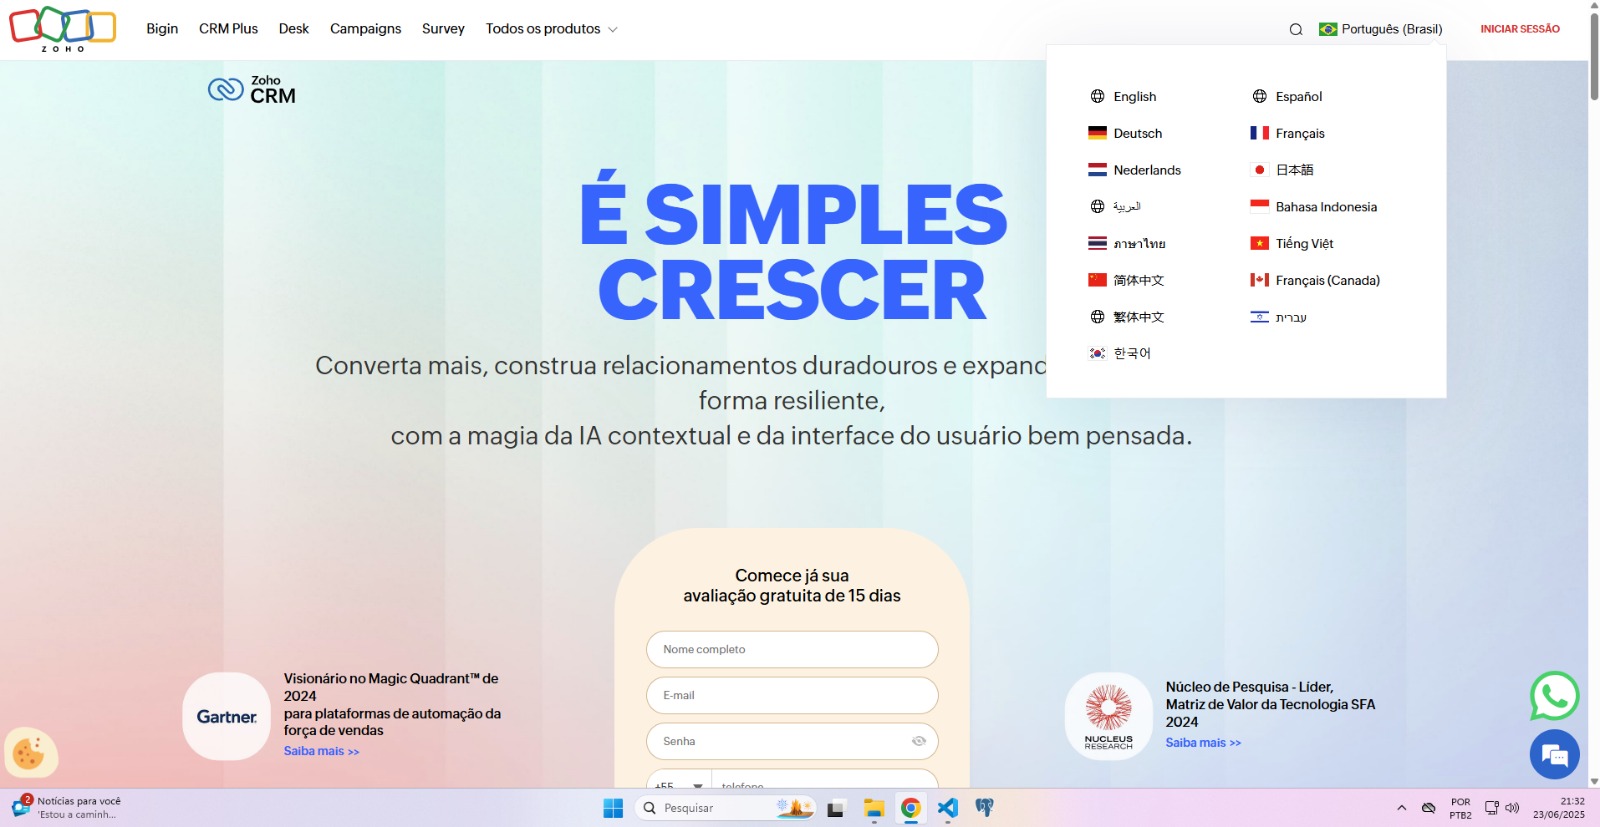 ZOHO
Bigin
CRM Plus
Desk
Campaigns
Survey
Todos os produtos
Português (Brasil)
INICIAR SESSÃO
Zoho
CRM
English
Español
Deutsch
Français
Nederlands
日本語
العربية
Bahasa Indonesia
ภาษาไทย
Tiếng Việt
简体中文
Français (Canada)
繁体中文
עברית
한국어
É SIMPLES
CRESCER
Converta mais, construa relacionamentos duradouros e expand
forma resiliente,
com a magia da IA contextual e da interface do usuário bem pensada.
Comece já sua
avaliação gratuita de 15 dias
Nome completo
E-mail
Senha
+55
telefone
Gartner
Visionário no Magic Quadrant™ de
2024
para plataformas de automação da
força de vendas
Saiba mais >>
NUCLEUS
RESEARCH
Núcleo de Pesquisa - Líder,
Matriz de Valor da Tecnologia SFA
2024
Saiba mais >>
2
Notícias para você
'Estou a caminh...
Pesquisar
POR
PTB2
21:32
23/06/2025